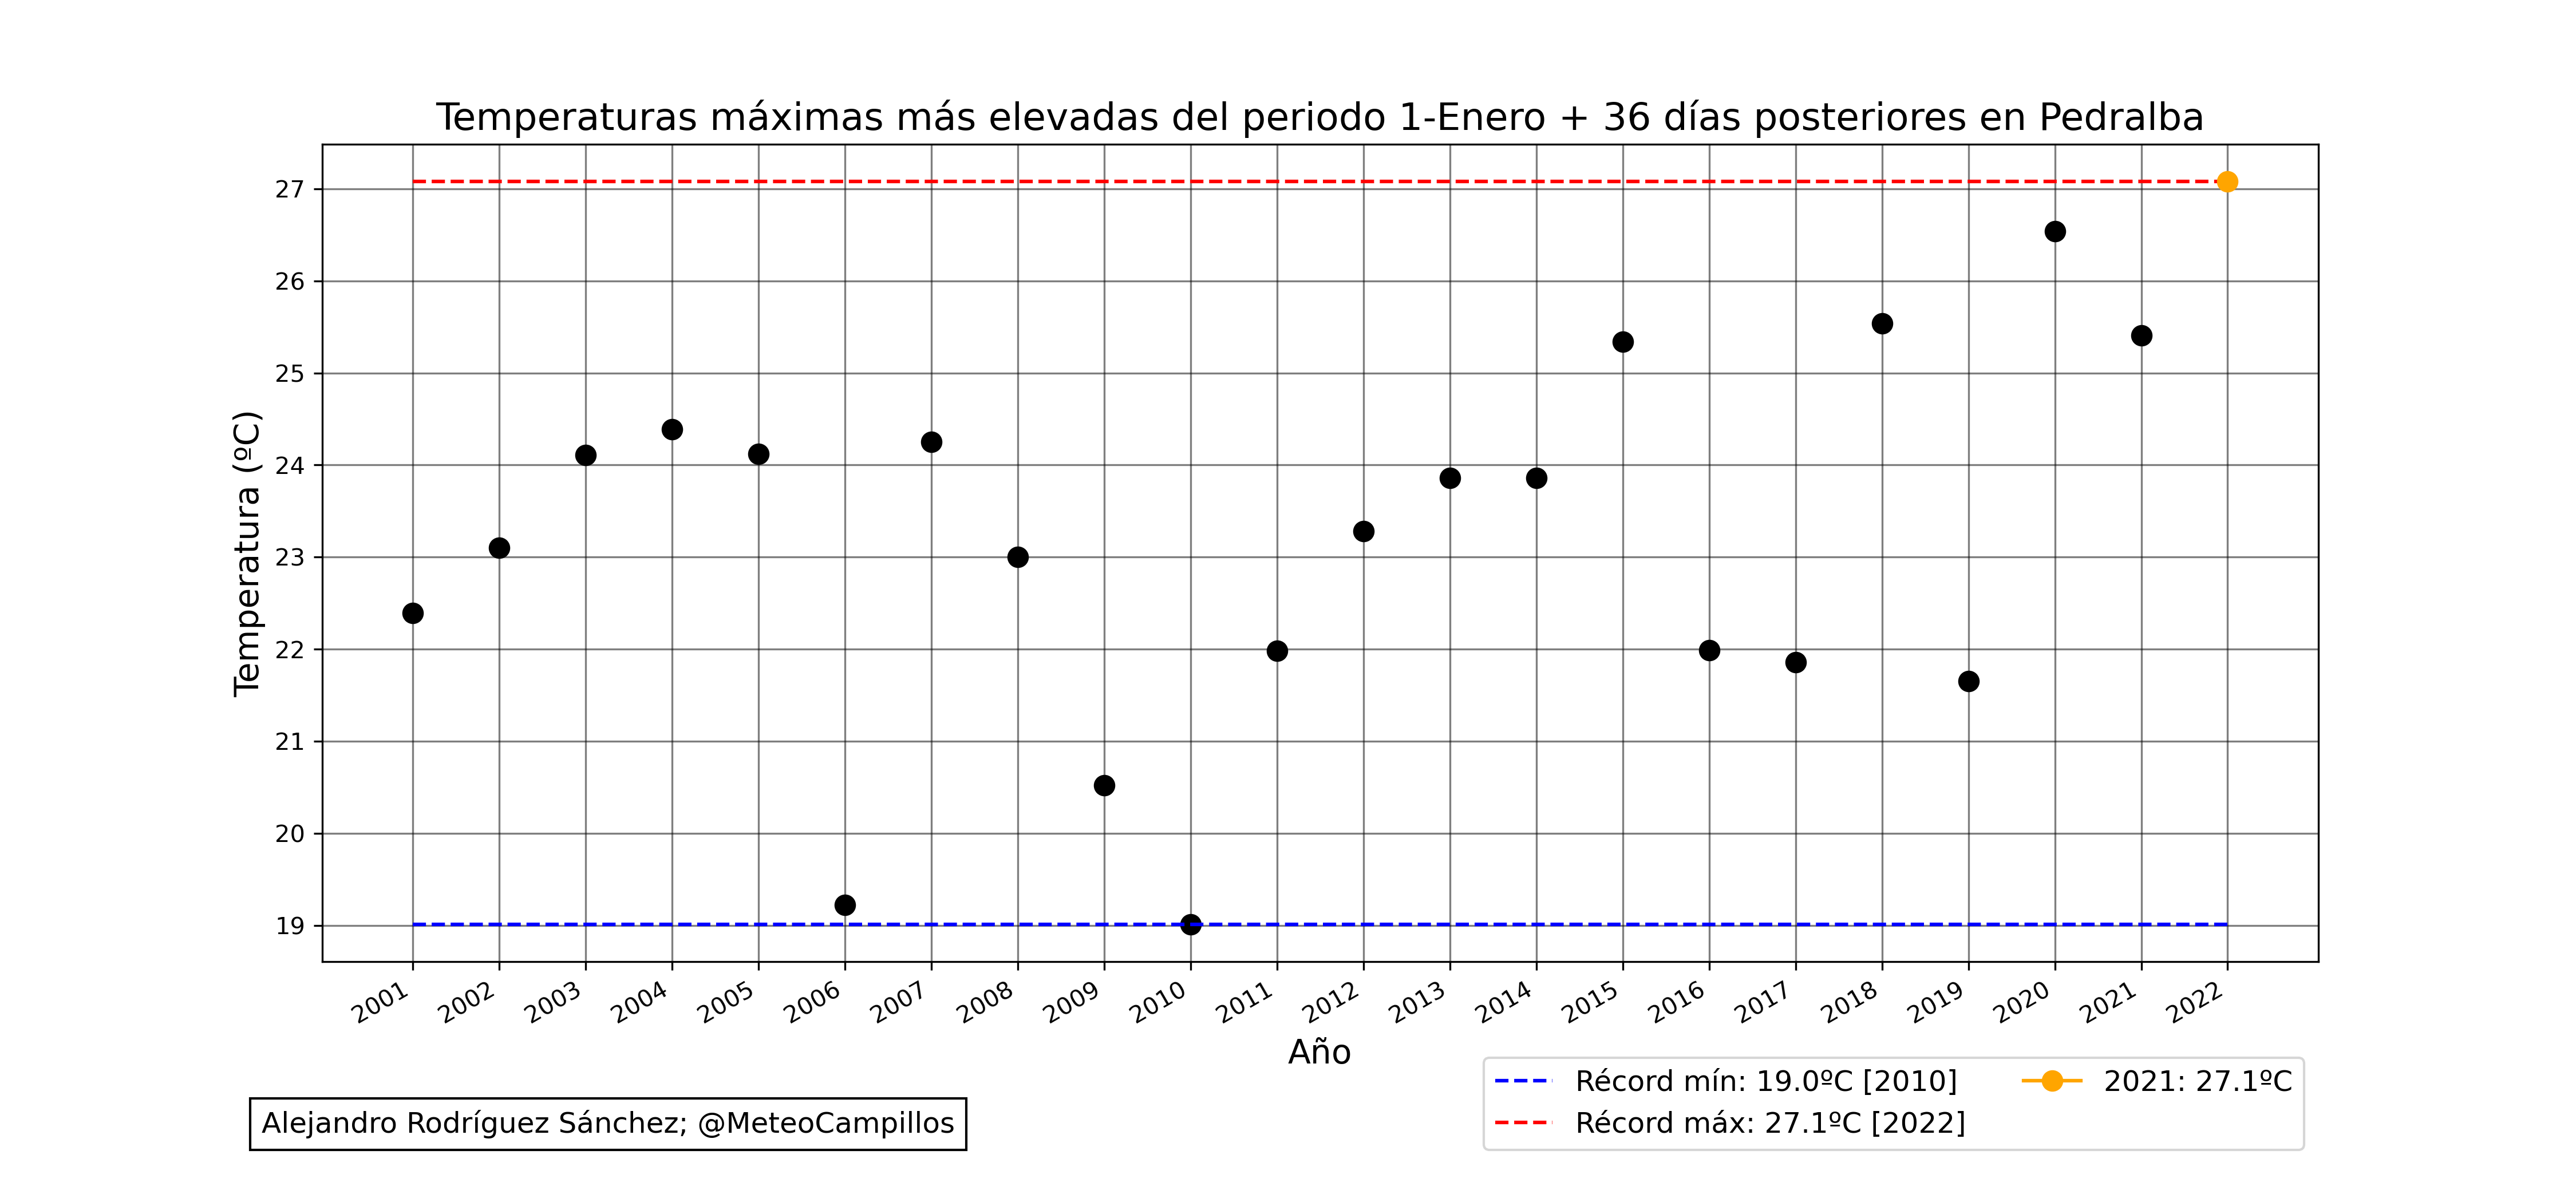 Temperaturas máximas más elevadas del periodo 1-Enero + 36 días posteriores en Pedralba
Temperatura (ºC)
27
26
25
24
23
22
21
20
19
2001 2002 2003 2004 2005 2006 2007 2008 2009 2010 2011 2012 2013 2014 2015 2016 2017 2018 2019 2020 2021 2022
Año
Récord mín: 19.0ºC [2010]
Récord máx: 27.1ºC [2022]
2021: 27.1ºC
Alejandro Rodríguez Sánchez; @MeteoCampillos